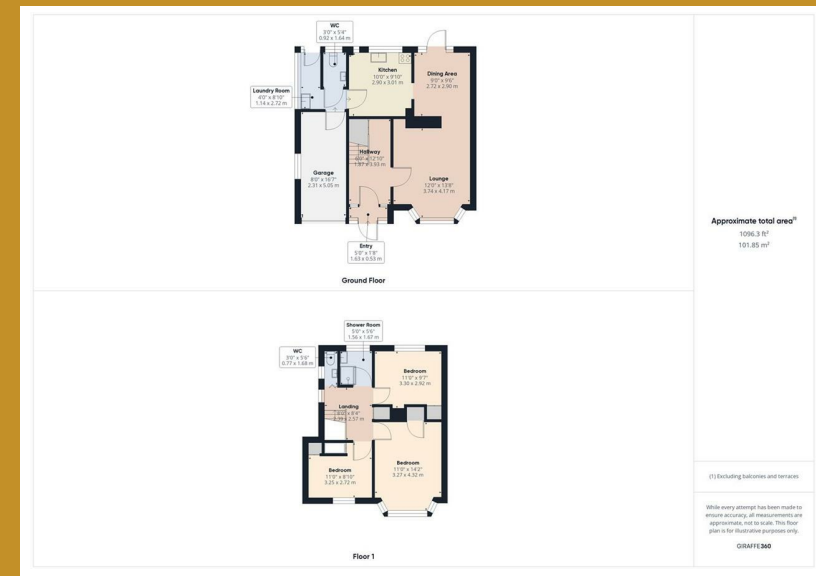 WC
3'0" x 5'4"
0.92 x 1.64 m
Kitchen
10'0" x 9'10"
2.90 x 3.01 m
Dining Area
9'0" x 9'6"
2.72 x 2.90 m
Laundry Room
4'0" x 8'10"
1.14 x 2.72 m
Hallway
x 12'10"
Garage
8'0" x 16'7"
2.31 x 5.05 m
Lounge
12'0" x 13'8"
3.74 x 4.17 m
Entry
5'0" x 1'8"
1.63 x 0.53 m
Ground Floor
Approximate total area⁽¹⁾
1096.3 ft²
101.85 m²
Shower Room
5'0" x 5'6"
1.56 x 1.67 m
WC
3'0" x 5'6"
0.77 x 1.68 m
Bedroom
11'0" x 9'7"
3.30 x 2.92 m
Landing
Bedroom
11'0" x 8'10"
3.25 x 2.72 m
Bedroom
11'0" x 14'2"
3.27 x 4.32 m
Floor 1
(1) Excluding balconies and terraces
While every attempt has been made to
ensure accuracy, all measurements are
approximate, not to scale. This floor
plan is for illustrative purposes only.
GIRAFFE360